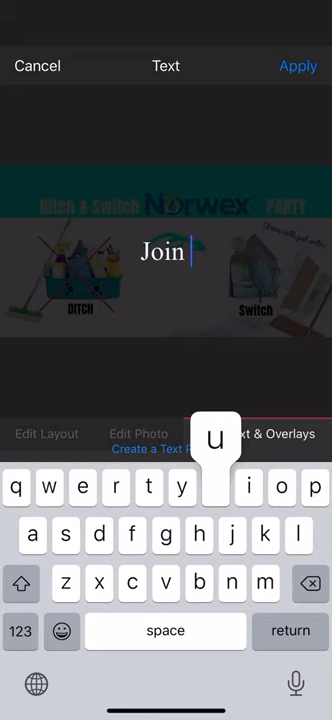 Cancel Text Apply
Ditch & Switch Norwex PARTY
Join
DITCH
Switch
Edit Layout Edit Photo xt & Overlays
Create a Text
u
q w e r t y i o p
a s d f g h j k l
z x c v b n m
123 space return